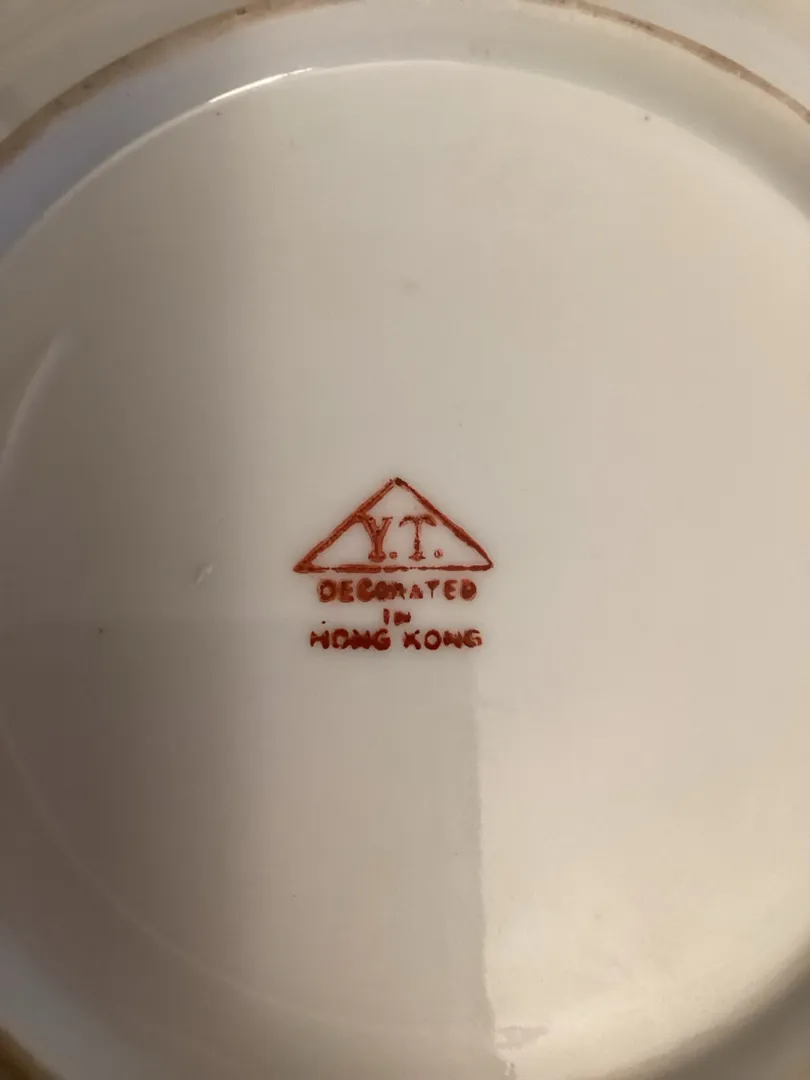 Y.T.
DECORATED
IN
HONG KONG